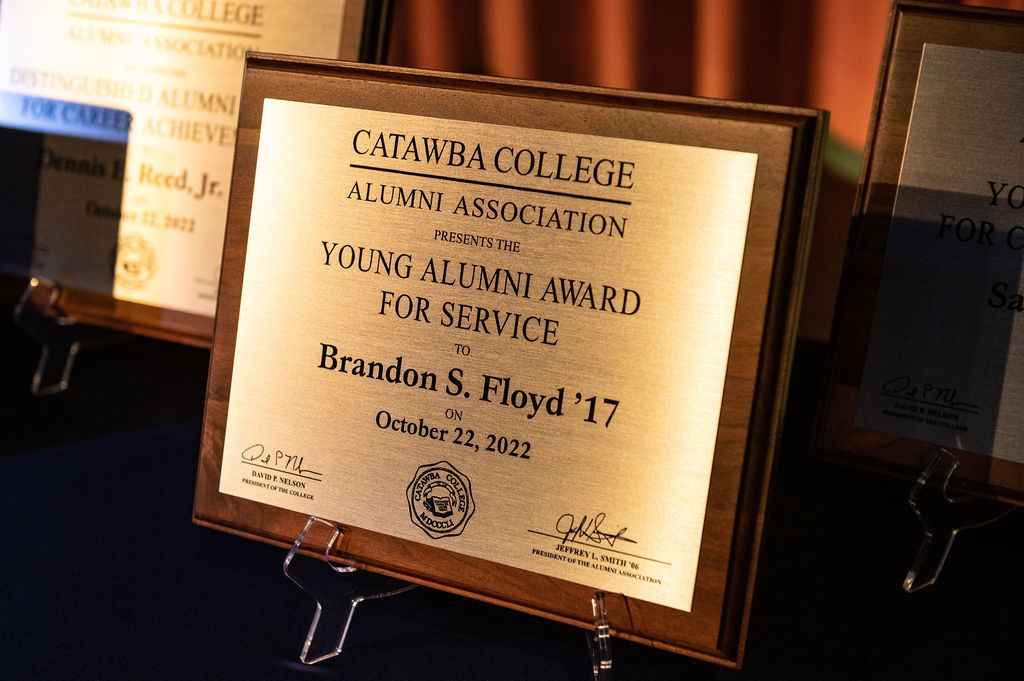 CATAWBA COLLEGE
ALUMNI ASSOCIATION
DISTINGUISHED ALUMNI
FOR CAREER ACHIEVE
Dennis E. Reed, Jr.
October 22, 2022
CATAWBA COLLEGE
ALUMNI ASSOCIATION
PRESENTS THE
YOUNG ALUMNI AWARD
FOR SERVICE
TO
Brandon S. Floyd ’17
ON
October 22, 2022
DAVID P. NELSON
PRESIDENT OF THE COLLEGE
CATAWBA COLLEGE
MDCCCLI
JEFFREY L. SMITH ’06
PRESIDENT OF THE ALUMNI ASSOCIATION
YO
FOR C
Sa
DAVID P. NELSON
PRESIDENT OF THE COLLEGE